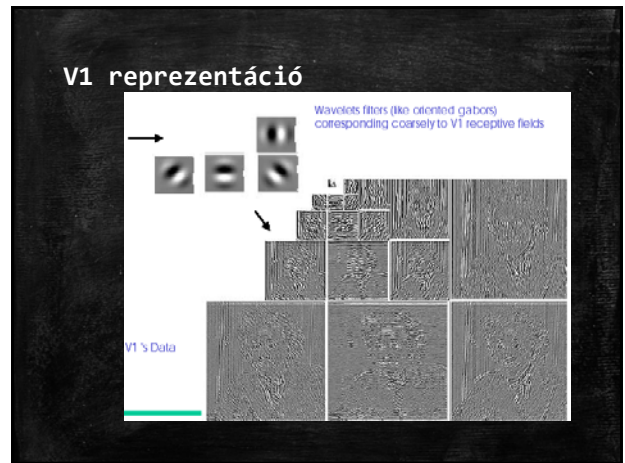 V1 reprezentáció
Wavelets filters (like oriented gabors)
corresponding coarsely to V1 receptive fields
V1 's Data